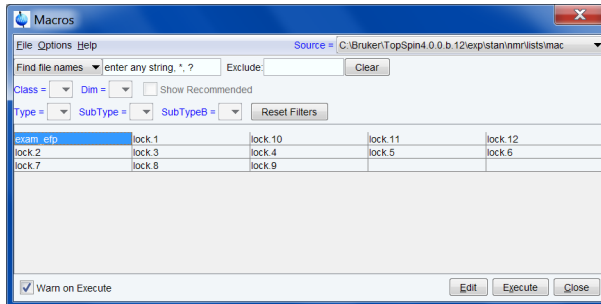 Macros
File Options Help Source = C:\Bruker\TopSpin4.0.0.b.12\exp\stan\nmr\lists\mac
Find file names enter any string, *, ? Exclude: Clear
Class = Dim = Show Recommended
Type = SubType = SubTypeB = Reset Filters
exam_efp lock.1 lock.10 lock.11 lock.12
lock.2 lock.3 lock.4 lock.5 lock.6
lock.7 lock.8 lock.9
Warn on Execute Edit Execute Close